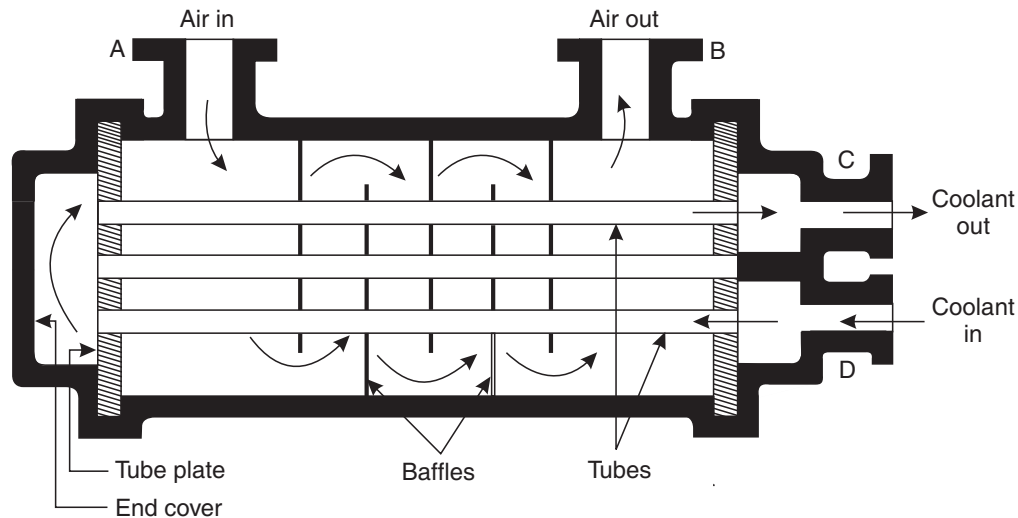 Air in
Air out
A
B
C
Coolant
out
Coolant
in
D
Tube plate
Baffles
Tubes
End cover